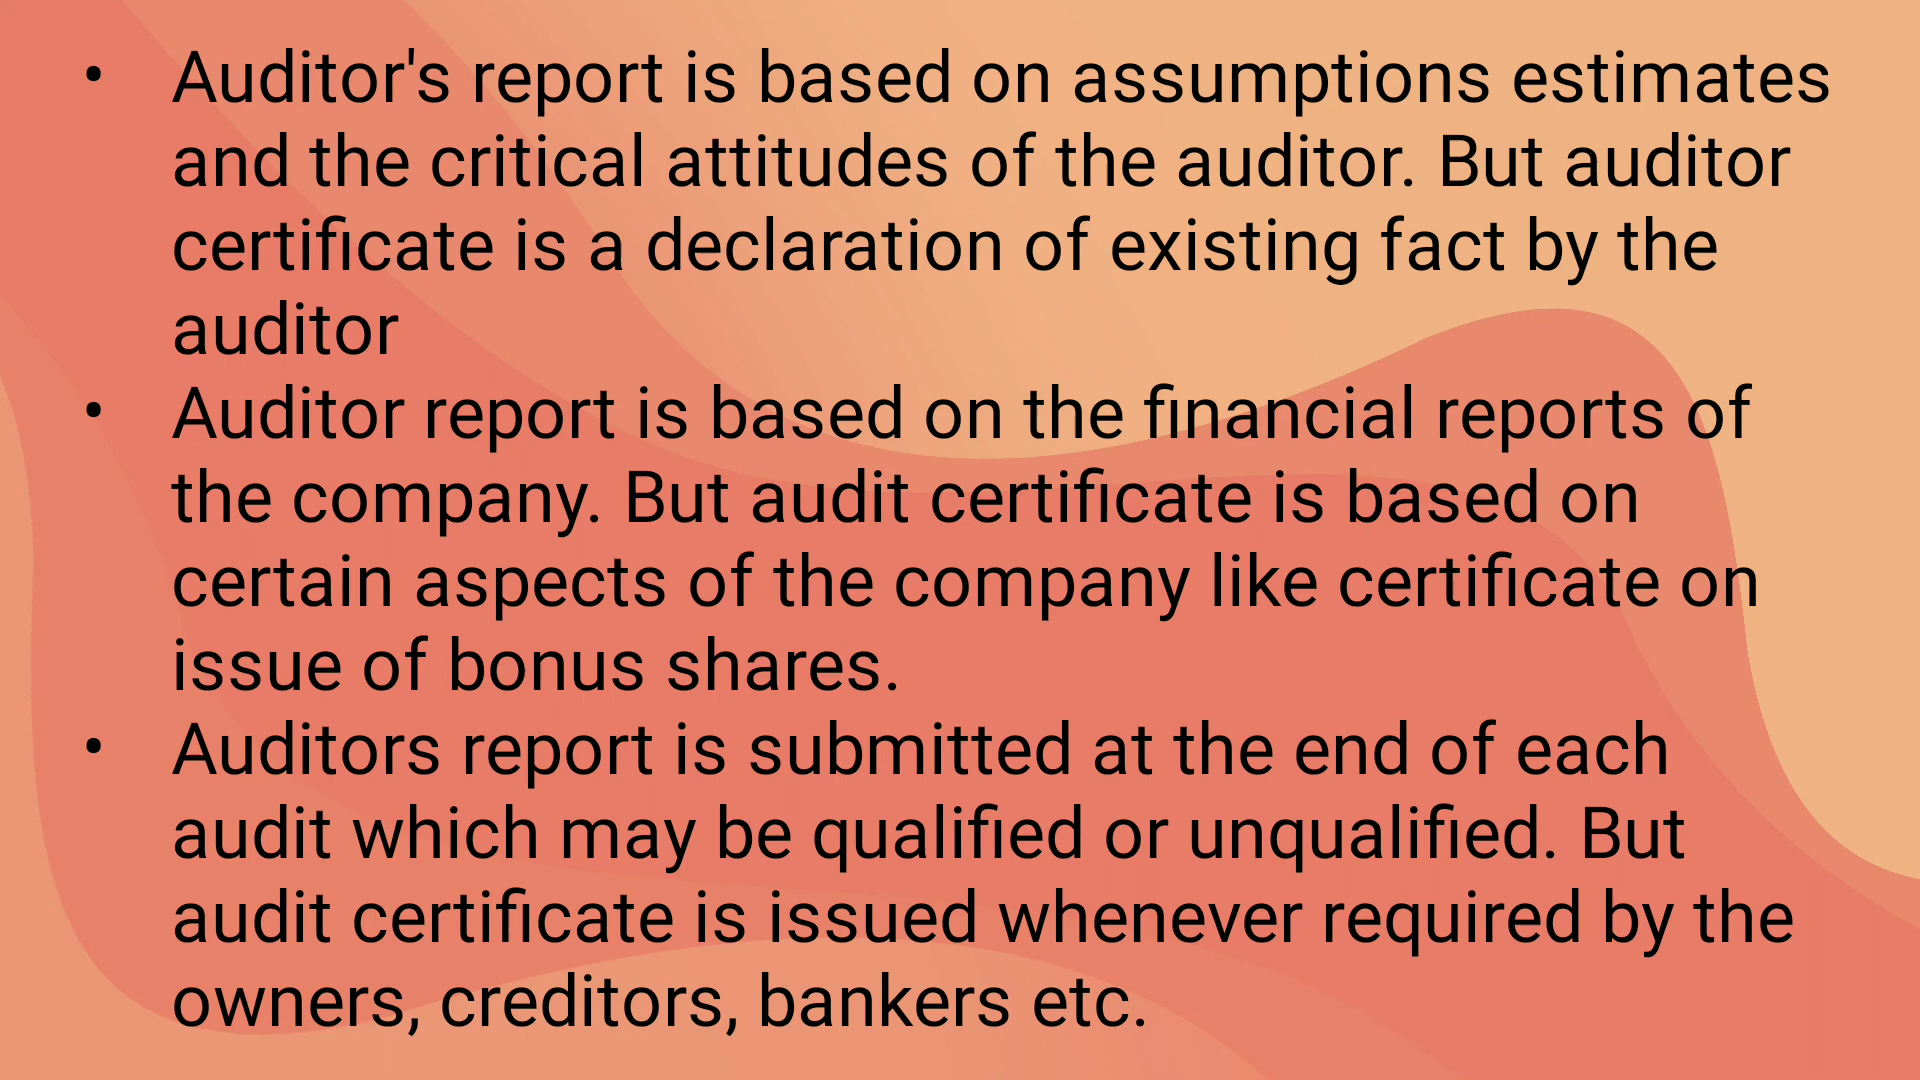 • Auditor's report is based on assumptions estimates
and the critical attitudes of the auditor. But auditor
certificate is a declaration of existing fact by the
auditor
• Auditor report is based on the financial reports of
the company. But audit certificate is based on
certain aspects of the company like certificate on
issue of bonus shares.
• Auditors report is submitted at the end of each
audit which may be qualified or unqualified. But
audit certificate is issued whenever required by the
owners, creditors, bankers etc.